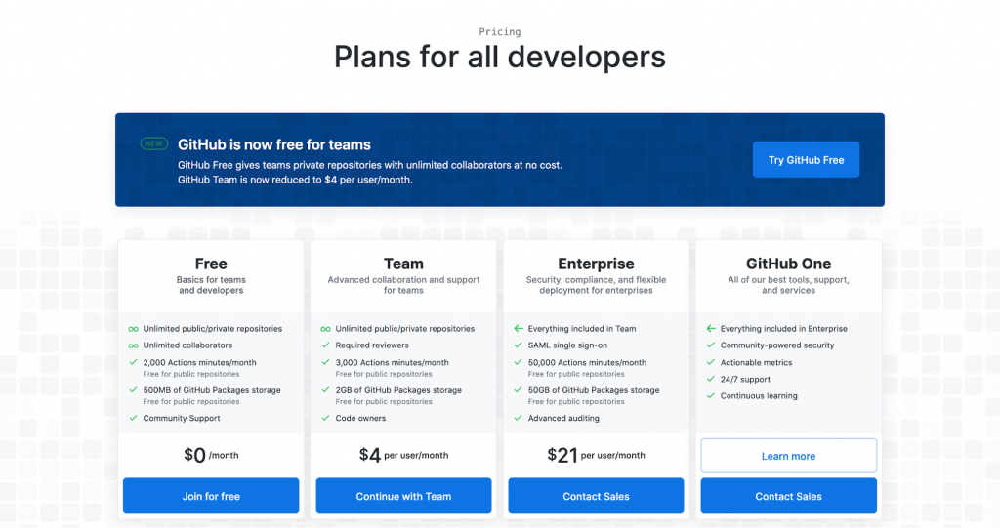 Pricing
Plans for all developers
NEW
GitHub is now free for teams
GitHub Free gives teams private repositories with unlimited collaborators at no cost.
GitHub Team is now reduced to $4 per user/month.
Try GitHub Free
Free
Basics for teams
and developers
Unlimited public/private repositories
Unlimited collaborators
2,000 Actions minutes/month
Free for public repositories
500MB of GitHub Packages storage
Free for public repositories
Community Support
$0 /month
Join for free
Team
Advanced collaboration and support
for teams
Unlimited public/private repositories
Required reviewers
3,000 Actions minutes/month
Free for public repositories
2GB of GitHub Packages storage
Free for public repositories
Code owners
$4 per user/month
Continue with Team
Enterprise
Security, compliance, and flexible
deployment for enterprises
Everything included in Team
SAML single sign-on
50,000 Actions minutes/month
Free for public repositories
50GB of GitHub Packages storage
Free for public repositories
Advanced auditing
$21 per user/month
Contact Sales
GitHub One
All of our best tools, support,
and services
Everything included in Enterprise
Community-powered security
Actionable metrics
24/7 support
Continuous learning
Learn more
Contact Sales